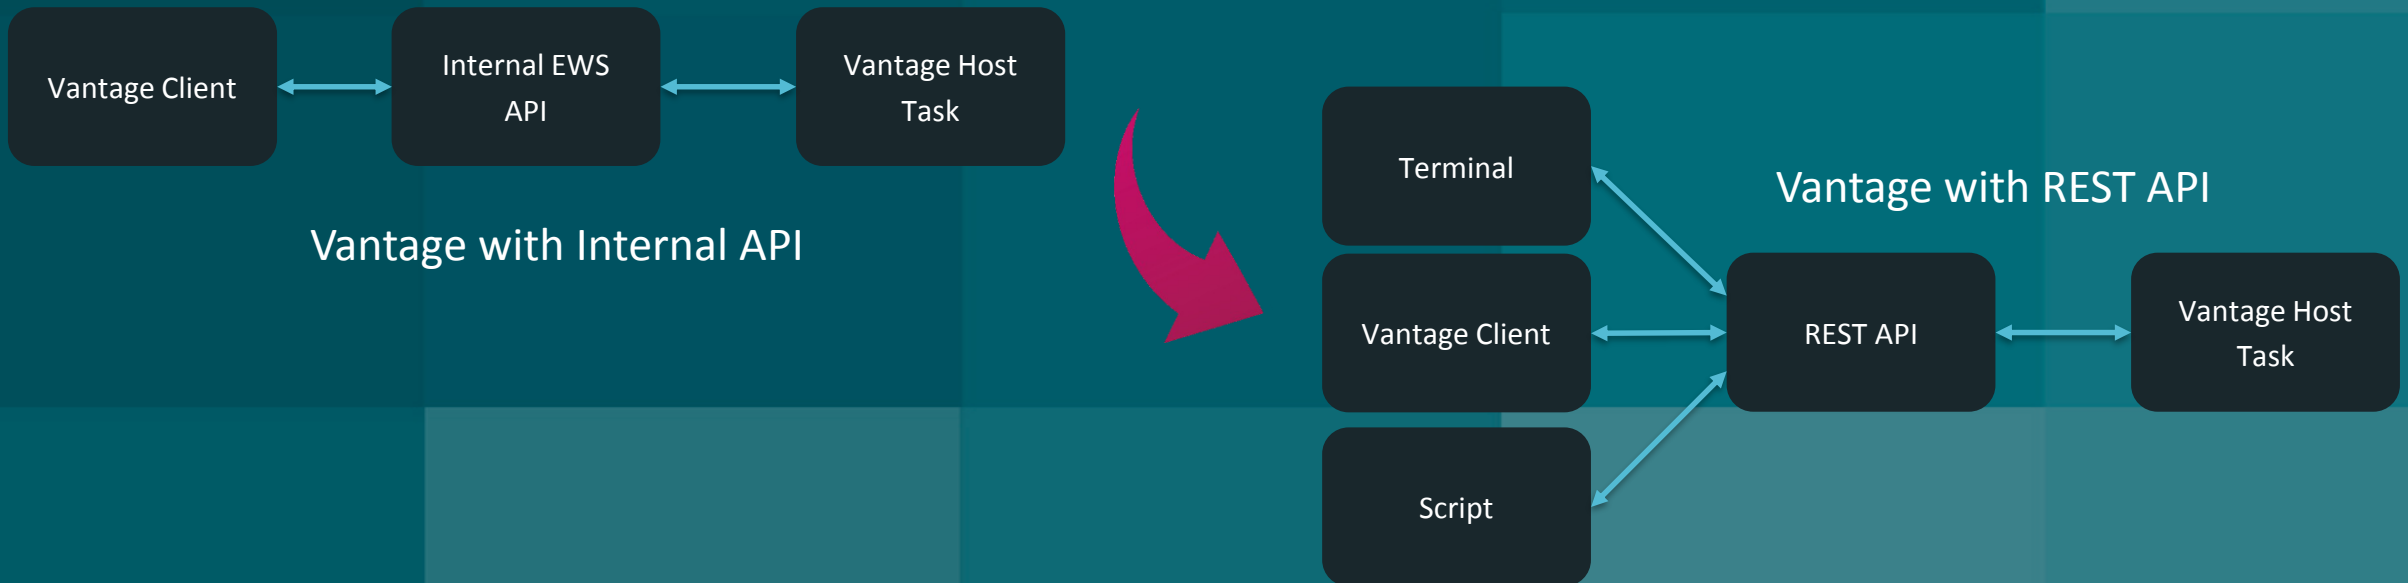 Vantage Client
Internal EWS
API
Vantage Host
Task
Vantage with Internal API
Terminal
Vantage with REST API
Vantage Client
REST API
Vantage Host
Task
Script